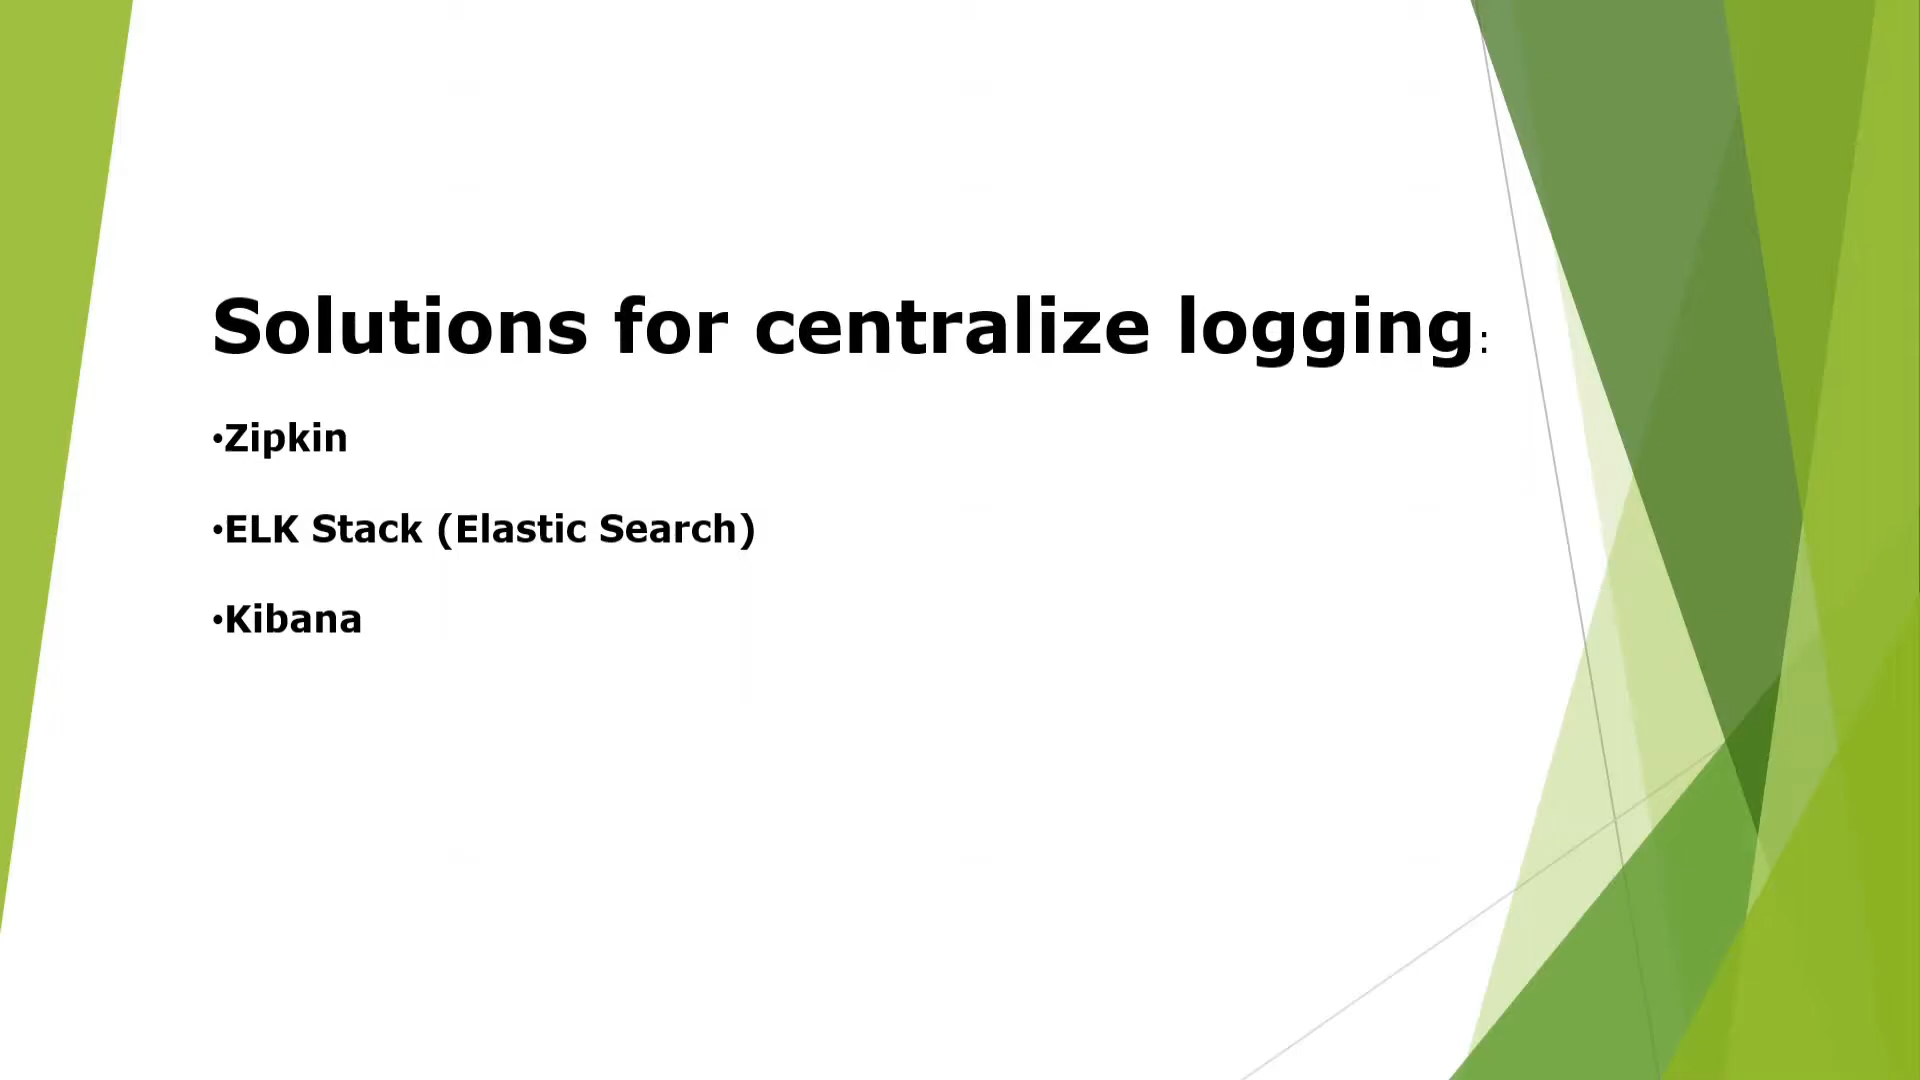 Solutions for centralize logging:
•Zipkin
•ELK Stack (Elastic Search)
•Kibana